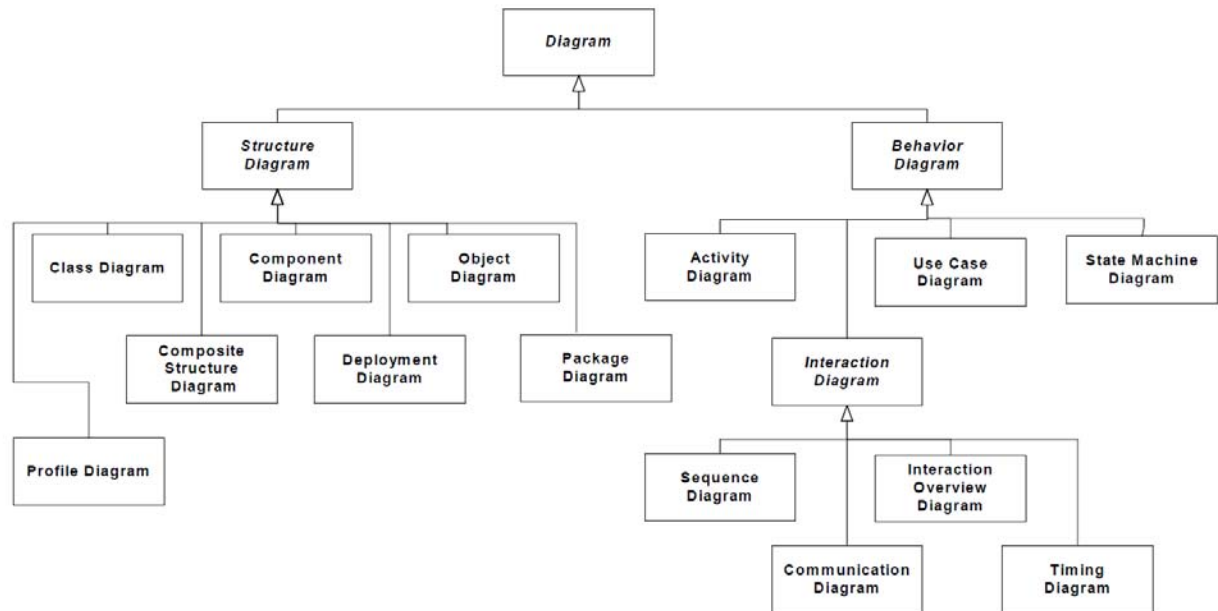 Diagram
Structure
Diagram
Behavior
Diagram
Class Diagram
Component
Diagram
Object
Diagram
Activity
Diagram
Use Case
Diagram
State Machine
Diagram
Composite
Structure
Diagram
Deployment
Diagram
Package
Diagram
Interaction
Diagram
Profile Diagram
Sequence
Diagram
Interaction
Overview
Diagram
Communication
Diagram
Timing
Diagram